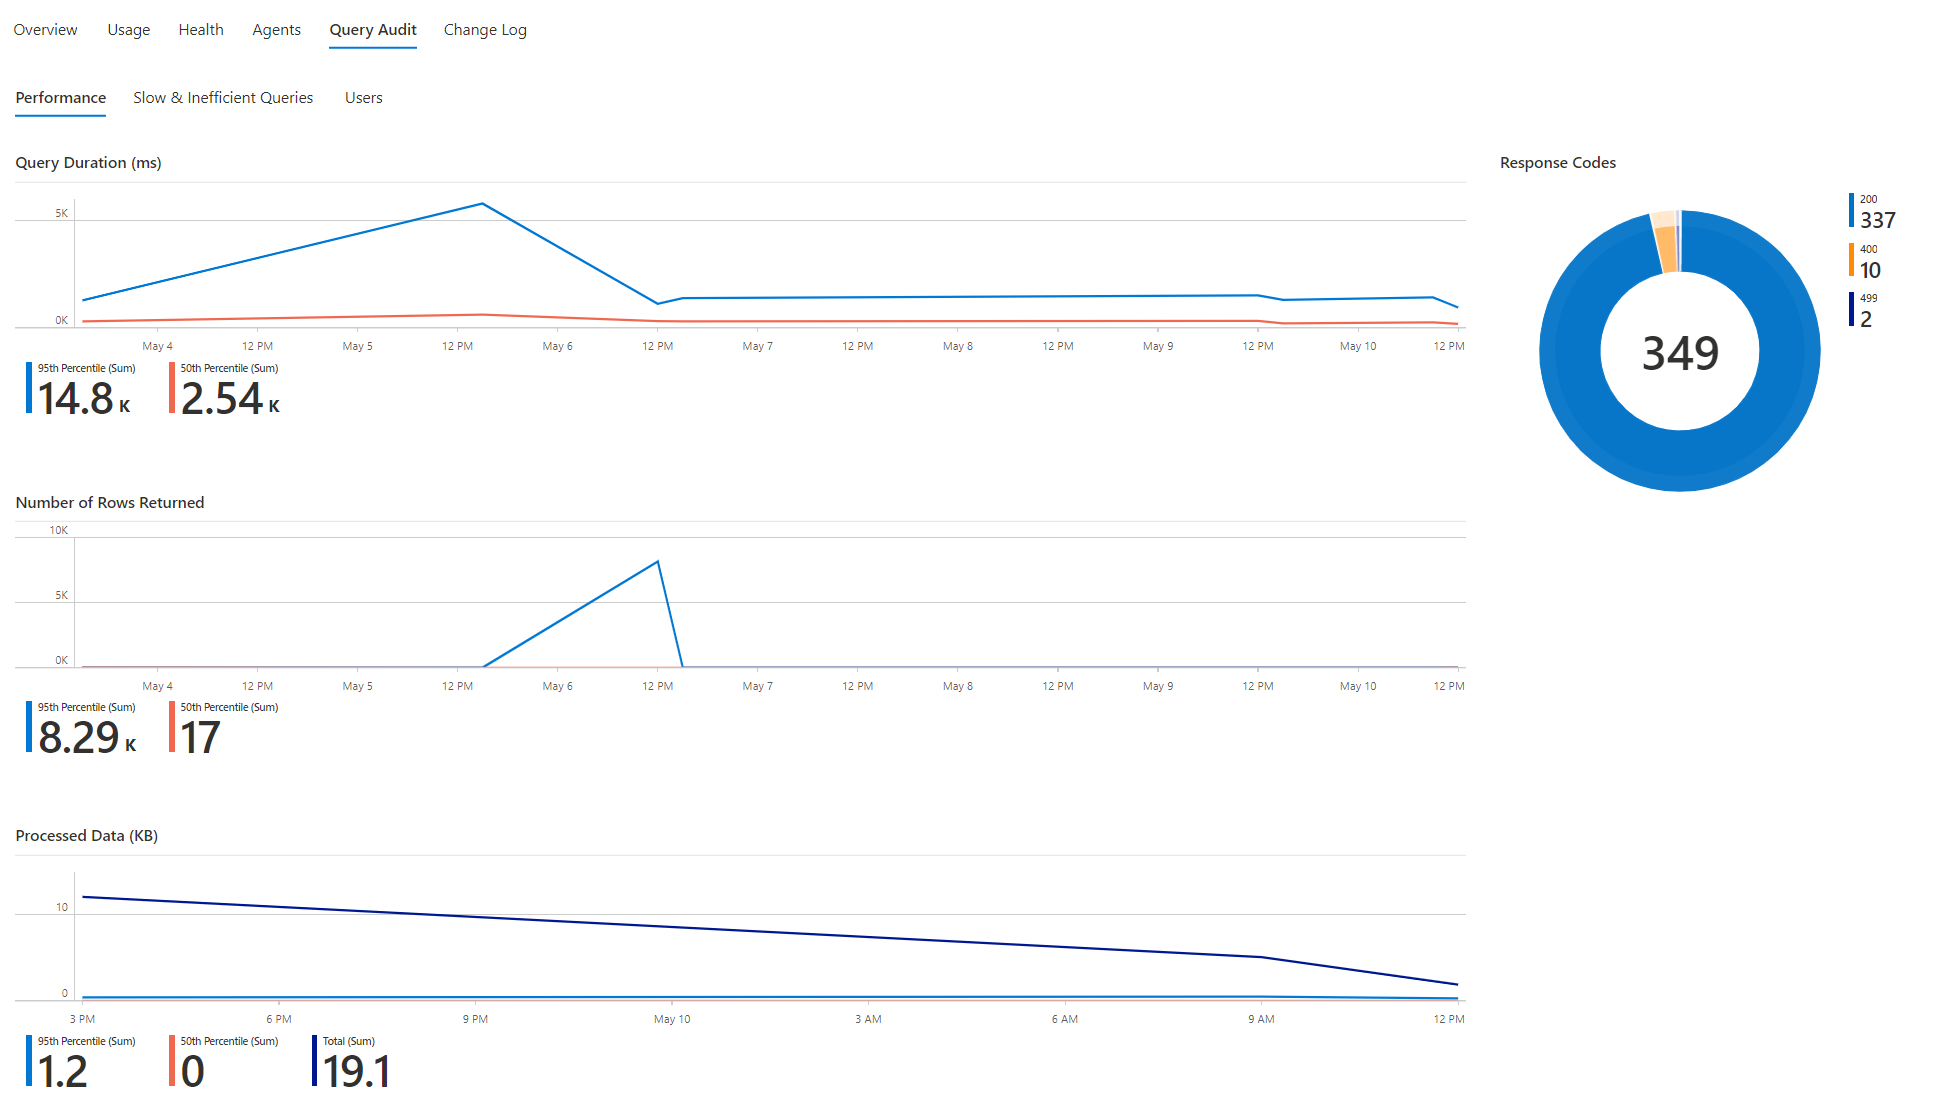 Overview Usage Health Agents Query Audit Change Log
Performance Slow & Inefficient Queries Users
Query Duration (ms)
5K
0K
May 4 12 PM May 5 12 PM May 6 12 PM May 7 12 PM May 8 12 PM May 9 12 PM May 10 12 PM
95th Percentile (Sum) 50th Percentile (Sum)
14.8 K 2.54 K
Response Codes
349
200
337
400
10
499
2
Number of Rows Returned
10K
5K
0K
May 4 12 PM May 5 12 PM May 6 12 PM May 7 12 PM May 8 12 PM May 9 12 PM May 10 12 PM
95th Percentile (Sum) 50th Percentile (Sum)
8.29 K 17
Processed Data (KB)
10
0
3 PM 6 PM 9 PM May 10 3 AM 6 AM 9 AM 12 PM
95th Percentile (Sum) 50th Percentile (Sum) Total (Sum)
1.2 0 19.1